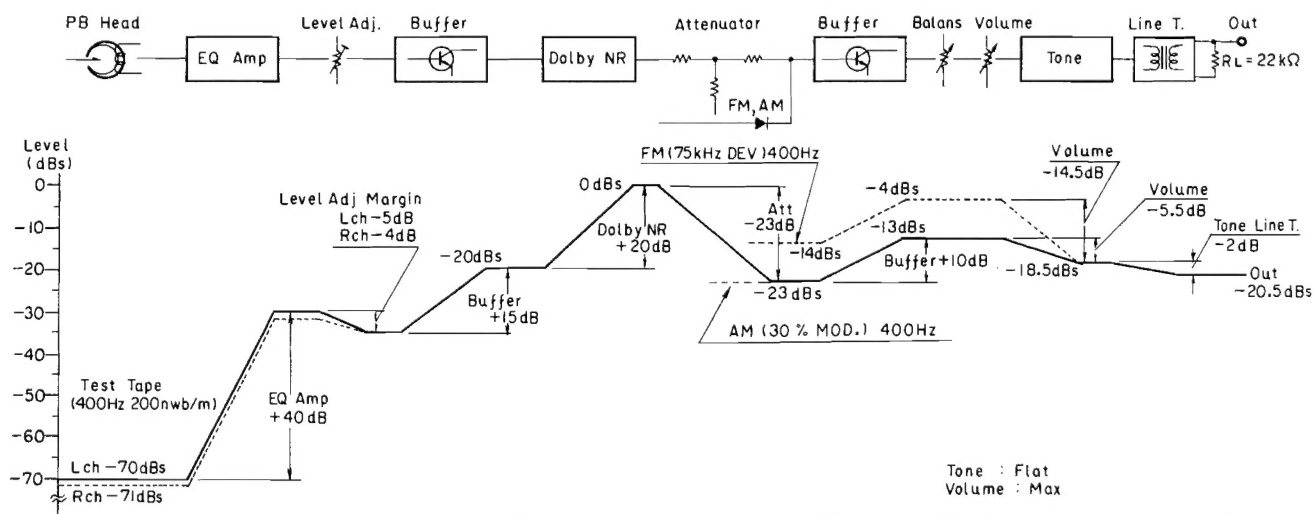 PB Head
Level Adj.
Buffer
Attenuator
Buffer
Balans
Volume
Line T.
Out
EQ Amp
Dolby NR
Tone
RL=22kΩ
FM, AM
Level
(dBs)
0
-10
-20
-30
-40
-50
-60
-70
Level Adj Margin
Lch-5dB
Rch-4dB
Test Tape
(400Hz 200nwb/m)
Lch-70dBs
Rch-71dBs
EQ Amp
+40dB
-20dBs
Buffer
+15dB
0dBs
Dolby NR
+20dB
FM(75kHz DEV)400Hz
Att
-23dB
-14dBs
-23dBs
AM (30% MOD.) 400Hz
-4dBs
-13dBs
Buffer+10dB
Volume
-14.5dB
Volume
-5.5dB
Tone Line T.
-2dB
-18.5dBs
Out
-20.5dBs
Tone : Flat
Volume : Max